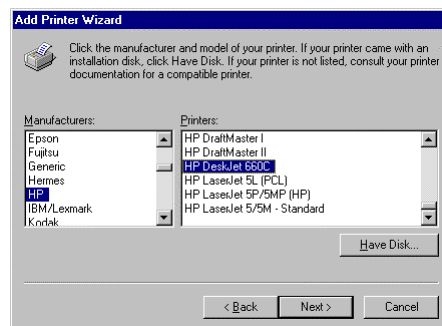 Add Printer Wizard
Click the manufacturer and model of your printer. If your printer came with an
installation disk, click Have Disk. If your printer is not listed, consult your printer
documentation for a compatible printer.
Manufacturers:
Epson
Fujitsu
Generic
Hermes
HP
IBM/Lexmark
Kodak
Printers:
HP DraftMaster I
HP DraftMaster II
HP DeskJet 660C
HP LaserJet 5L (PCL)
HP LaserJet 5P/5MP (HP)
HP LaserJet 5/5M - Standard
Have Disk...
< Back
Next >
Cancel